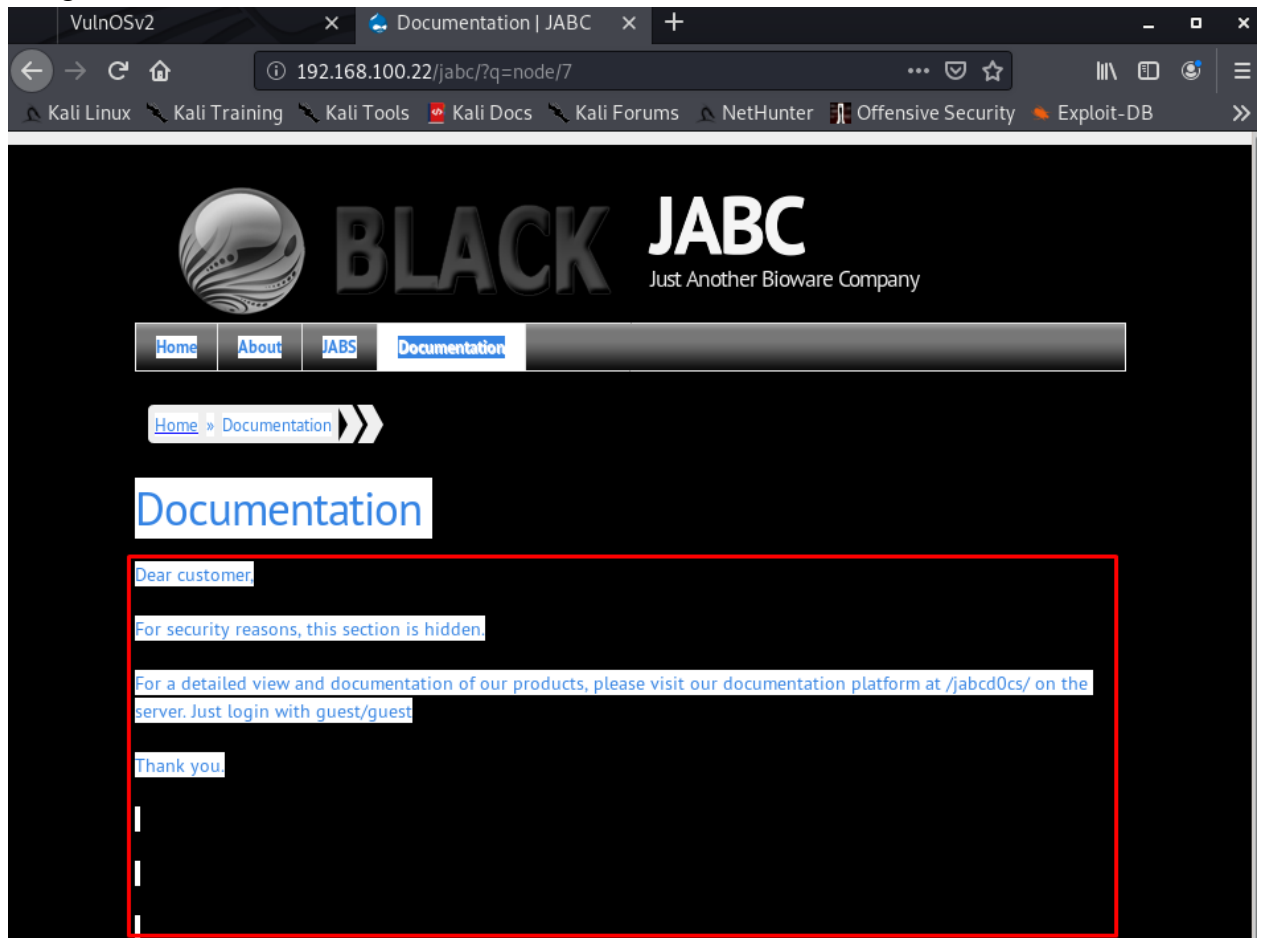 VulnOSv2
Documentation | JABC
192.168.100.22/jabc/?q=node/7
Kali Linux Kali Training Kali Tools Kali Docs Kali Forums NetHunter Offensive Security Exploit-DB
BLACK
JABC
Just Another Bioware Company
Home About JABS Documentation
Home » Documentation
Documentation
Dear customer,
For security reasons, this section is hidden.
For a detailed view and documentation of our products, please visit our documentation platform at /jabcd0cs/ on the
server. Just login with guest/guest
Thank you.